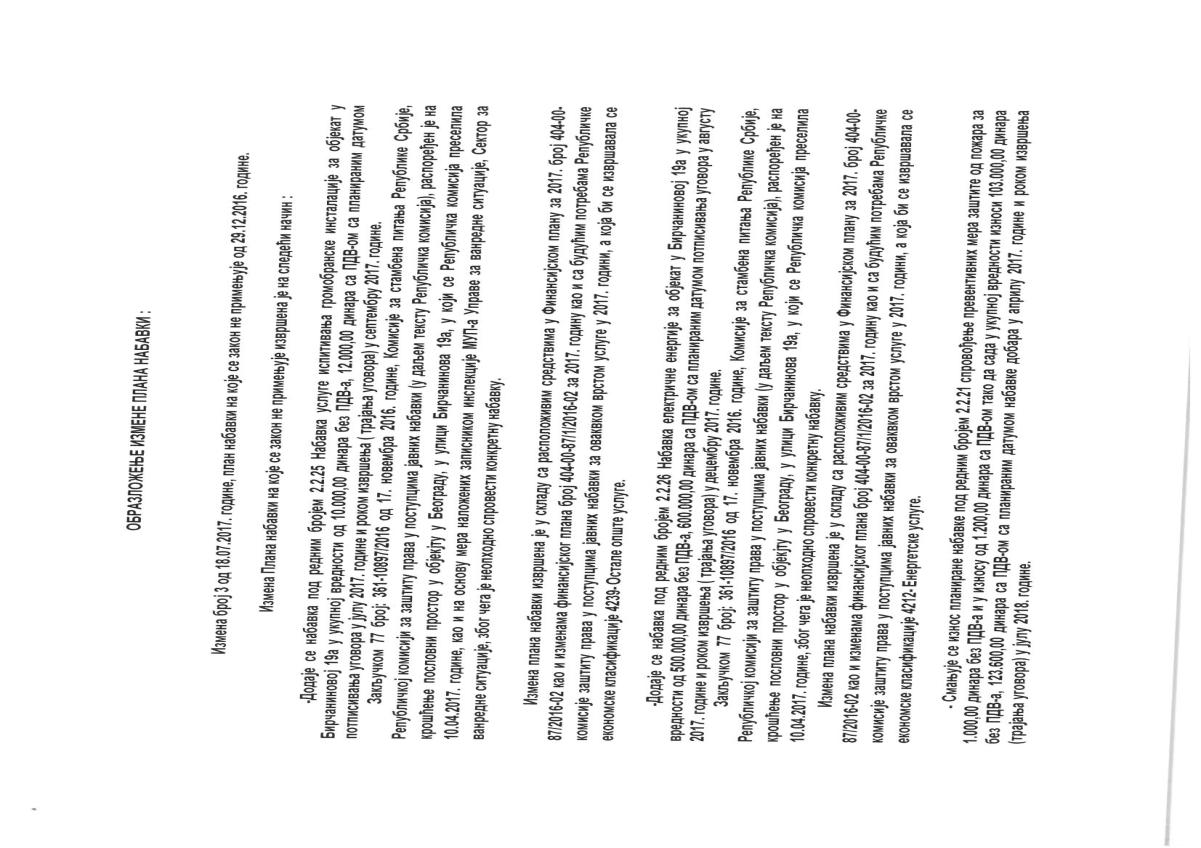 ОБРАЗЛОЖЕЊЕ ИЗМЕНЕ ПЛАНА НАБАВКИ :
Измена број 3 од 18.07.2017. године, план набавки на које се закон не примењује од 29.12.2016. године.
Измена Плана набавки на које се закон не примењује извршена је на следећи начин :
-Додаје се набавка под редним бројем 2.2.25 Набавка услуге испитивања громобранске инсталације за објекат у
Бирчаниновој 19а у укупној вредности од 10.000,00 динара без ПДВ-а, 12.000,00 динара са ПДВ-ом са планираним датумом
потписивања уговора у јулу 2017. године и роком извршења ( трајања уговора) у септембру 2017. године.
Закључком 77 број: 361-10897/2016 од 17. новембра 2016. године, Комисије за стамбена питања Републике Србије,
Републичкој комисији за заштиту права у поступцима јавних набавки (у даљем тексту Републичка комисија), распоређен је на
крошћење пословни простор у објекјту у Београду, у улици Бирчанинова 19а, у који се Републичка комисија преселила
10.04.2017. године, као и на основу мера наложених записником инспекције МУП-а Управе за ванредне ситуације, Сектор за
ванредне ситуације, због чега је неопходно спровести конкретну набавку.
Измена плана набавки извршена је у складу са расположивим средствима у Финансијском плану за 2017. број 404-00-
87/2016-02 као и изменама финансијског плана број 404-00-87/1/2016-02 за 2017. годину као и са будућим потребама Републичке
комисије заштиту права у поступцима јавних набавки за оваквом врстом услуге у 2017. години, а која би се извршавала се
економске класификације 4239-Остале опште услуге.
-Додаје се набавка под редним бројем 2.2.26 Набавка електричне енергије за објекат у Бирчаниновој 19а у укупној
вредности од 500.000,00 динара без ПДВ-а, 600.000,00 динара са ПДВ-ом са планираним датумом потписивања уговора у августу
2017. године и роком извршења ( трајања уговора) у децембру 2017. године.
Закључком 77 број: 361-10897/2016 од 17. новембра 2016. године, Комисије за стамбена питања Републике Србије,
Републичкој комисији за заштиту права у поступцима јавних набавки (у даљем тексту Републичка комисија), распоређен је на
крошћење пословни простор у објекјту у Београду, у улици Бирчанинова 19а, у који се Републичка комисија преселила
10.04.2017. године, због чега је неопходно спровести конкретну набавку.
Измена плана набавки извршена је у складу са расположивим средствима у Финансијском плану за 2017. број 404-00-
87/2016-02 као и изменама финансијског плана број 404-00-87/1/2016-02 за 2017. годину као и са будућим потребама Републичке
комисије заштиту права у поступцима јавних набавки за оваквом врстом услуге у 2017. години, а која би се извршавала се
економске класификације 4212-Енергетске услуге.
- Смањује се износ планиране набавке под редним бројем 2.2.21 спровођење превентивних мера заштите од пожара за
1.000,00 динара без ПДВ-а и у износу од 1.200,00 динара са ПДВ-ом тако да сада у укупној вредности износи 103.000,00 динара
без ПДВ-а, 123.600,00 динара са ПДВ-ом са планираним датумом набавке добара у априлу 2017. године и роком извршења
(трајања уговора) у јулу 2018. године.